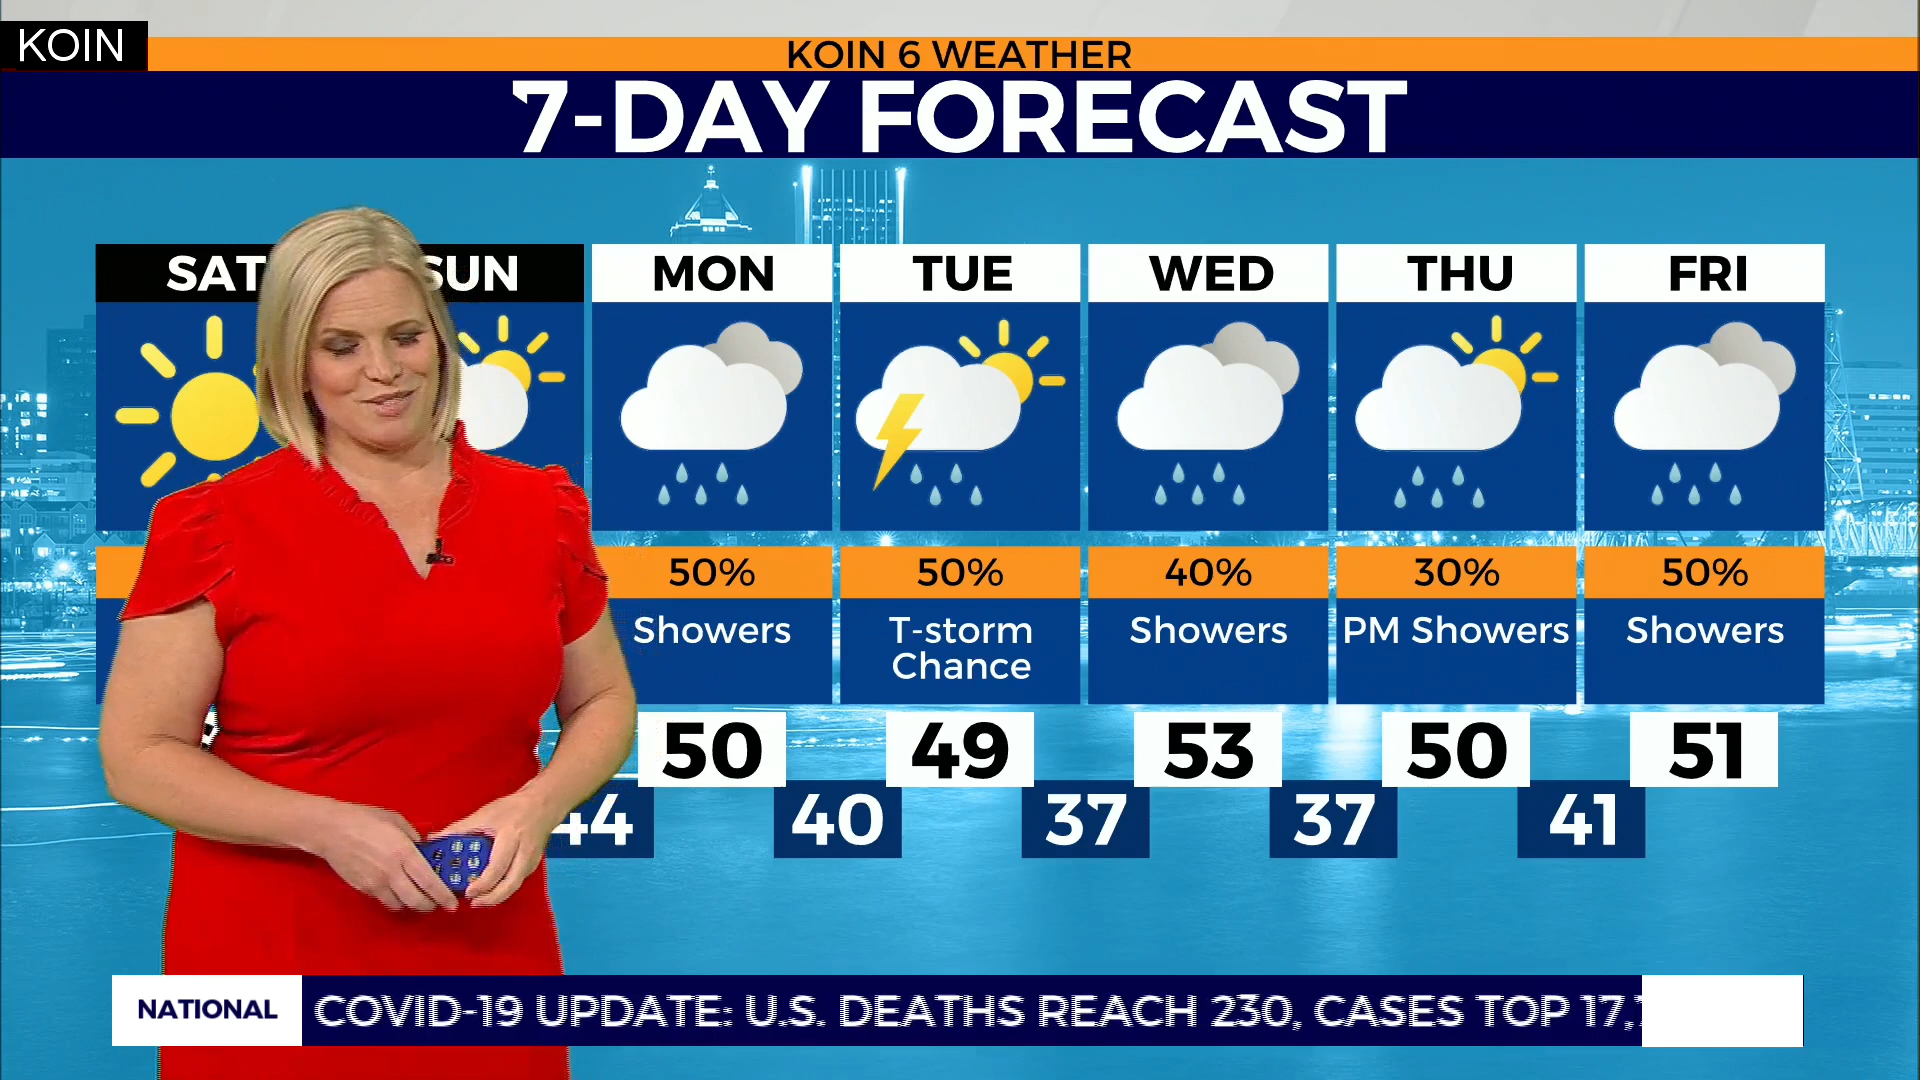 KOIN
KOIN 6 WEATHER
7-DAY FORECAST
SAT SUN MON TUE WED THU FRI
50% 50% 40% 30% 50%
Showers T-storm Chance Showers PM Showers Showers
50 49 53 50 51
44 40 37 37 41
NATIONAL COVID-19 UPDATE: U.S. DEATHS REACH 230, CASES TOP 17,